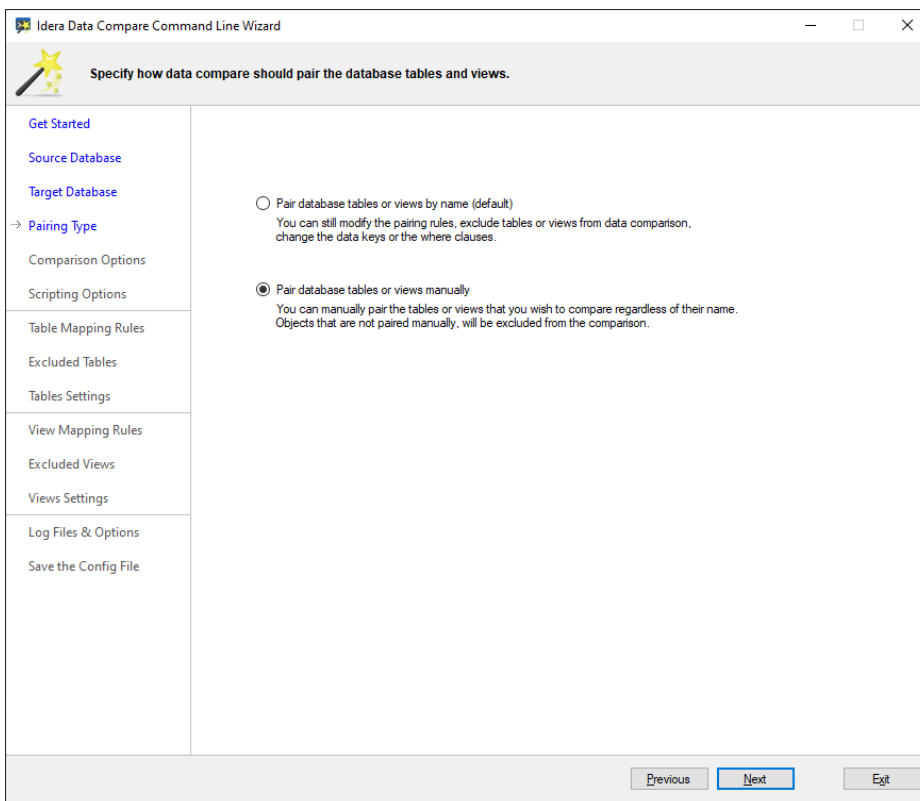 Idera Data Compare Command Line Wizard
Specify how data compare should pair the database tables and views.
Get Started
Source Database
Target Database
Pairing Type
Comparison Options
Scripting Options
Table Mapping Rules
Excluded Tables
Tables Settings
View Mapping Rules
Excluded Views
Views Settings
Log Files & Options
Save the Config File
Pair database tables or views by name (default)
You can still modify the pairing rules, exclude tables or views from data comparison,
change the data keys or the where clauses.
Pair database tables or views manually
You can manually pair the tables or views that you wish to compare regardless of their name.
Objects that are not paired manually, will be excluded from the comparison.
Previous
Next
Exit